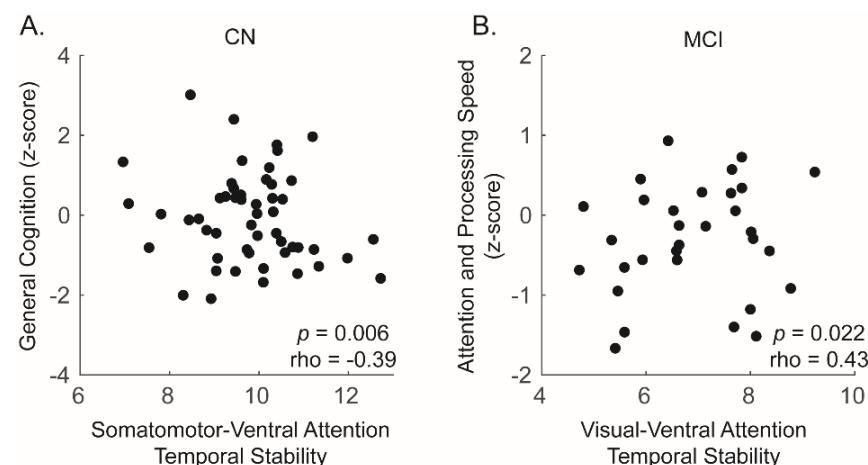 A.
CN
General Cognition (z-score)
4
2
0
-2
-4
6
8
10
12
p = 0.006
rho = -0.39
Somatomotor-Ventral Attention
Temporal Stability
B.
MCI
Attention and Processing Speed
(z-score)
2
1
0
-1
-2
4
6
8
10
p = 0.022
rho = 0.43
Visual-Ventral Attention
Temporal Stability